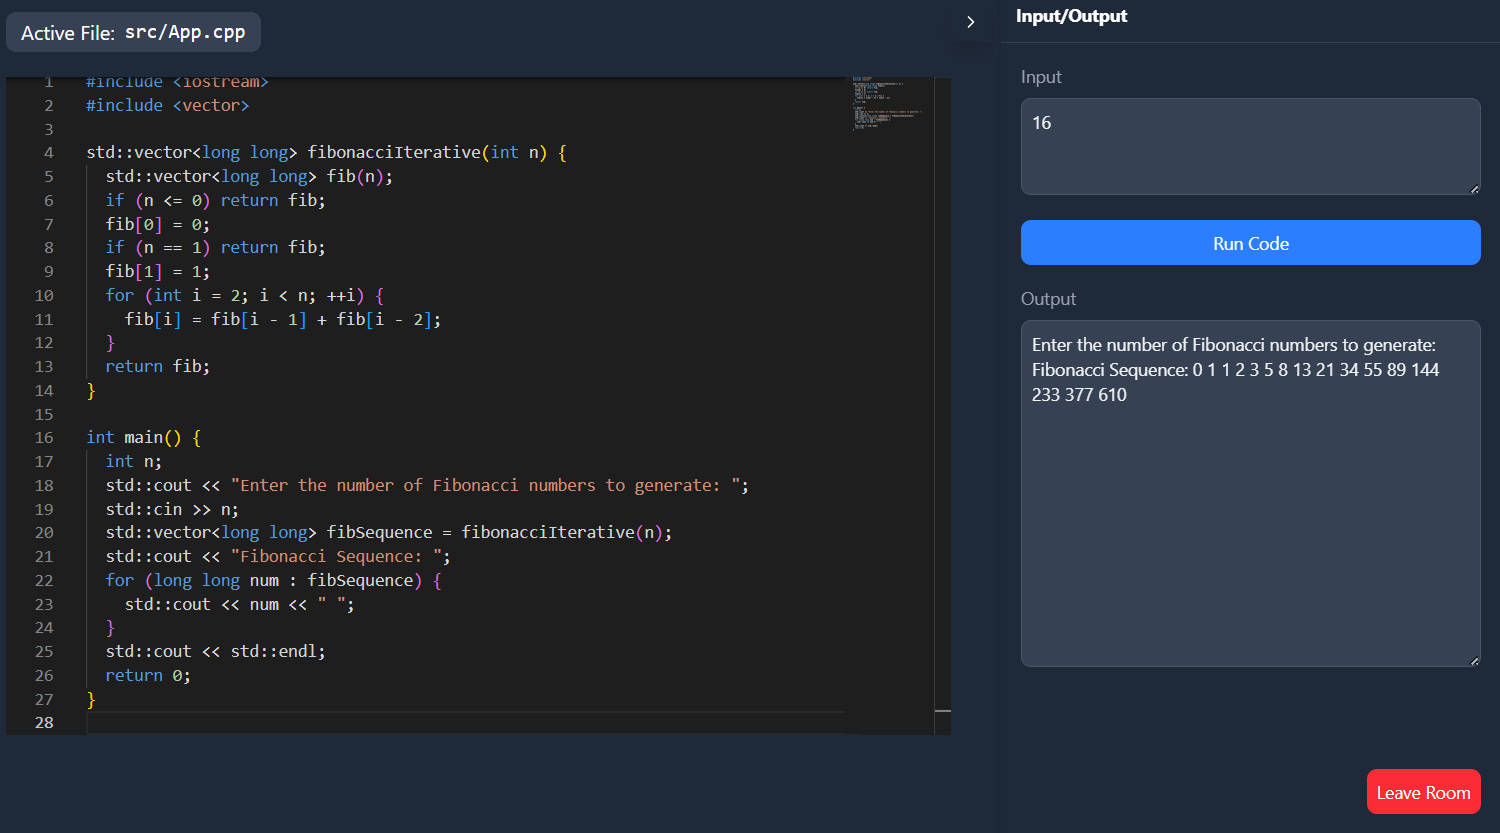 Active File: src/App.cpp
1 #include <iostream>
2 #include <vector>
3
4 std::vector<long long> fibonacciIterative(int n) {
5   std::vector<long long> fib(n);
6   if (n <= 0) return fib;
7   fib[0] = 0;
8   if (n == 1) return fib;
9   fib[1] = 1;
10   for (int i = 2; i < n; ++i) {
11     fib[i] = fib[i - 1] + fib[i - 2];
12   }
13   return fib;
14 }
15
16 int main() {
17   int n;
18   std::cout << "Enter the number of Fibonacci numbers to generate: ";
19   std::cin >> n;
20   std::vector<long long> fibSequence = fibonacciIterative(n);
21   std::cout << "Fibonacci Sequence: ";
22   for (long long num : fibSequence) {
23     std::cout << num << " ";
24   }
25   std::cout << std::endl;
26   return 0;
27 }
28
Input/Output
Input
16
Run Code
Output
Enter the number of Fibonacci numbers to generate:
Fibonacci Sequence: 0 1 1 2 3 5 8 13 21 34 55 89 144
233 377 610
Leave Room